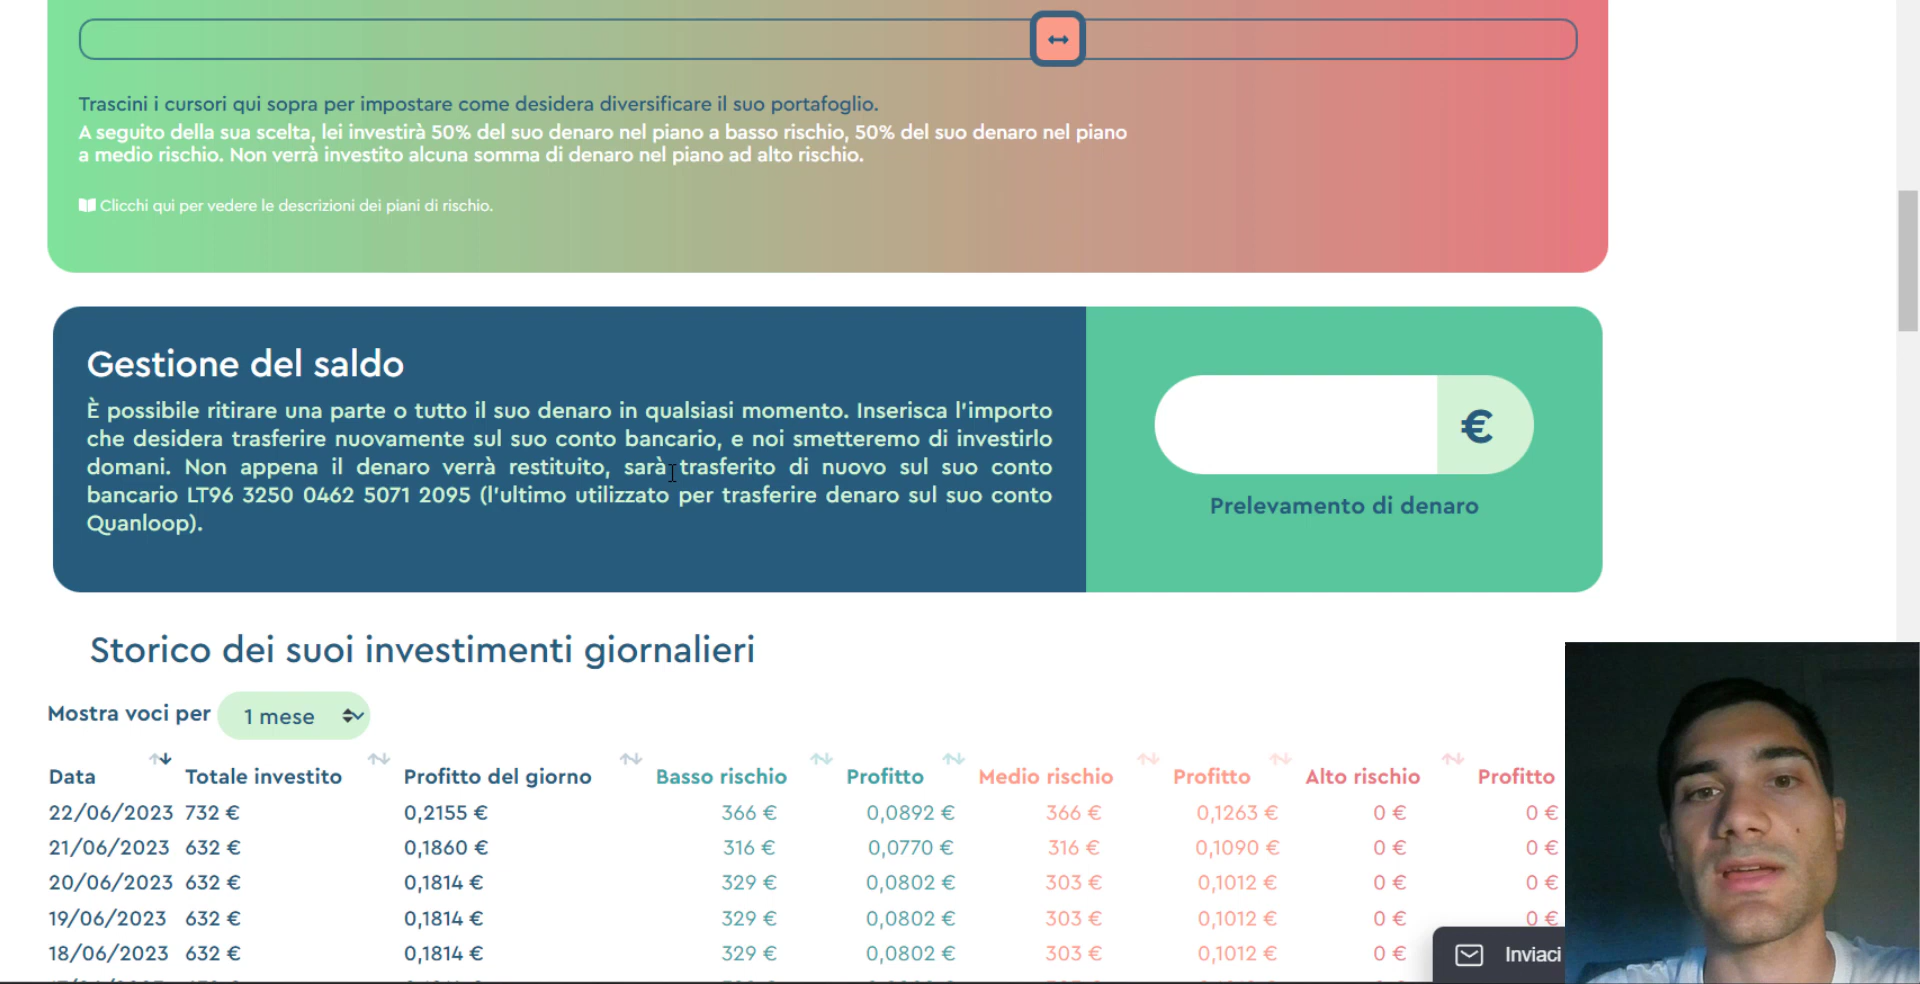 Trascini i cursori qui sopra per impostare come desidera diversificare il suo portafoglio.
A seguito della sua scelta, lei investirà 50% del suo denaro nel piano a basso rischio, 50% del suo denaro nel piano
a medio rischio. Non verrà investito alcuna somma di denaro nel piano ad alto rischio.
Clicchi qui per vedere le descrizioni dei piani di rischio.
Gestione del saldo
È possibile ritirare una parte o tutto il suo denaro in qualsiasi momento. Inserisca l'importo
che desidera trasferire nuovamente sul suo conto bancario, e noi smetteremo di investirlo
domani. Non appena il denaro verrà restituito, sarà trasferito di nuovo sul suo conto
bancario LT96 3250 0462 5071 2095 (l'ultimo utilizzato per trasferire denaro sul suo conto
Quanloop).
€
Prelevamento di denaro
Storico dei suoi investimenti giornalieri
Mostra voci per 1 mese
Data Totale investito Profitto del giorno Basso rischio Profitto Medio rischio Profitto Alto rischio Profitto
22/06/2023 732 € 0,2155 € 366 € 0,0892 € 366 € 0,1263 € 0 € 0 €
21/06/2023 632 € 0,1860 € 316 € 0,0770 € 316 € 0,1090 € 0 € 0 €
20/06/2023 632 € 0,1814 € 329 € 0,0802 € 303 € 0,1012 € 0 € 0 €
19/06/2023 632 € 0,1814 € 329 € 0,0802 € 303 € 0,1012 € 0 € 0 €
18/06/2023 632 € 0,1814 € 329 € 0,0802 € 303 € 0,1012 € 0 €
Inviaci